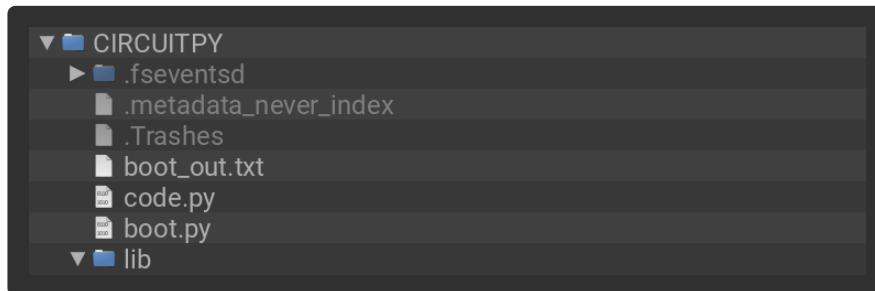 CIRCUITPY
.fseventsd
.metadata_never_index
.Trashes
boot_out.txt
code.py
boot.py
lib